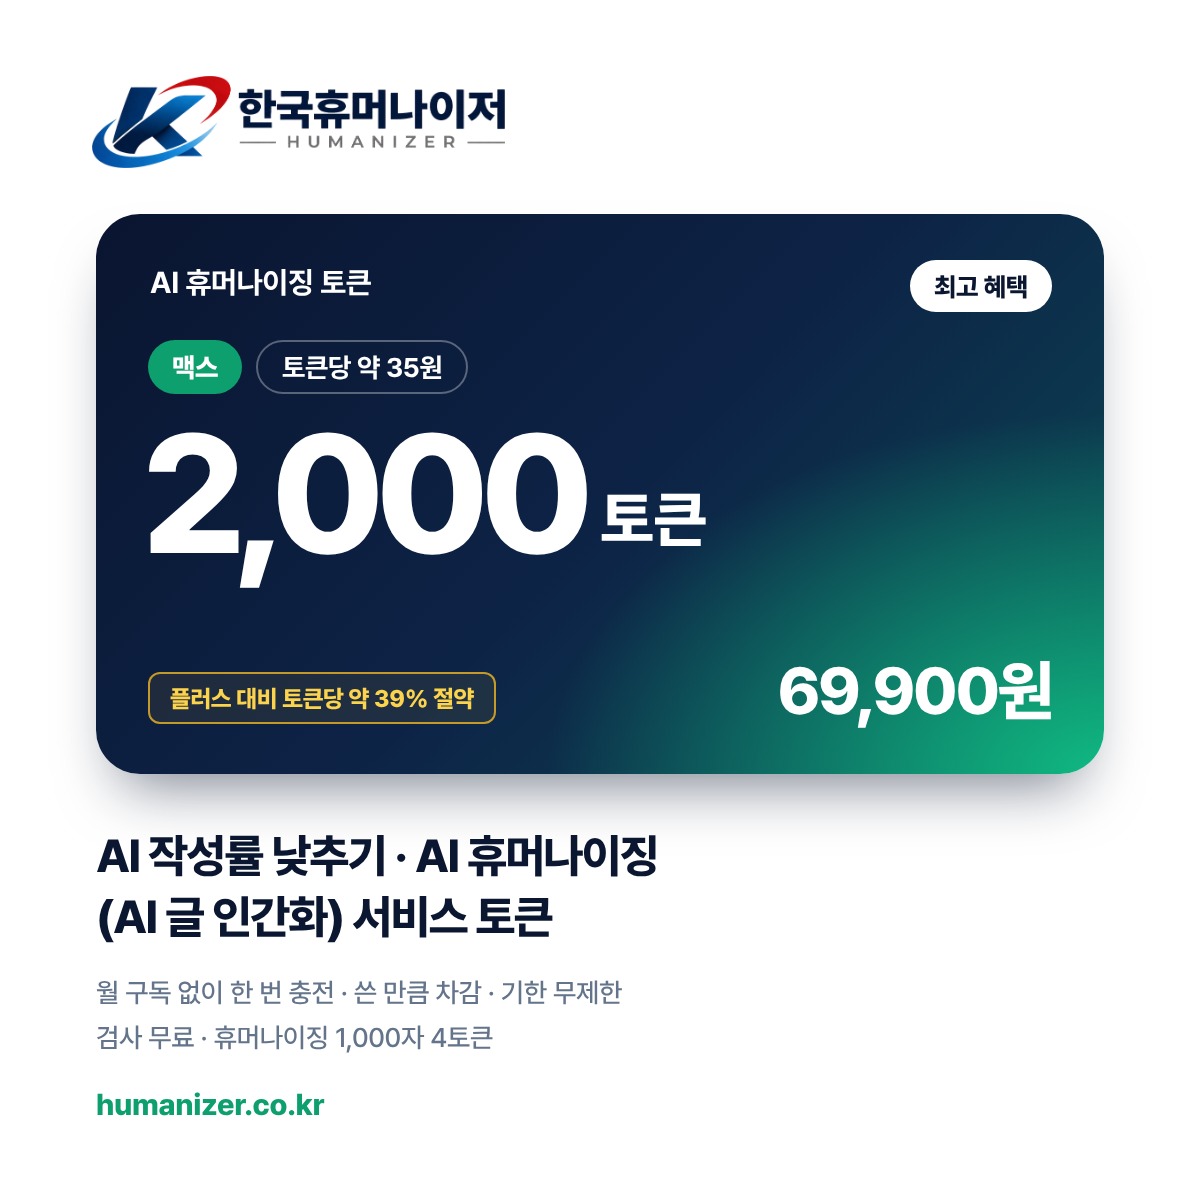 한국휴머나이저
HUMANIZER
AI 휴머나이징 토큰
최고 혜택
맥스
토큰당 약 35원
2,000 토큰
플러스 대비 토큰당 약 39% 절약
69,900원
AI 작성률 낮추기 · AI 휴머나이징
(AI 글 인간화) 서비스 토큰
월 구독 없이 한 번 충전 · 쓴 만큼 차감 · 기한 무제한
검사 무료 · 휴머나이징 1,000자 4토큰
humanizer.co.kr